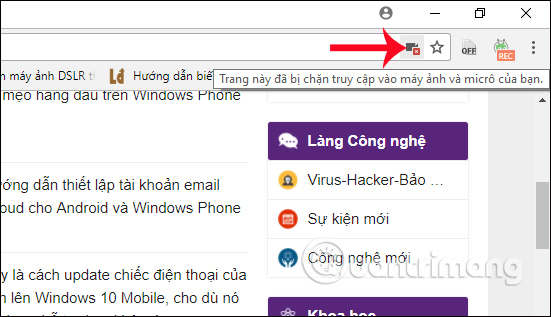 OFF
REC
n máy ảnh DSLR th
Hướng dẫn biế
Trang này đã bị chặn truy cập vào máy ảnh và micrô của bạn.
mẹo hàng đầu trên Windows Phone
ớng dẫn thiết lập tài khoản email
oud cho Android và Windows Phone
y là cách update chiếc điện thoại của
n lên Windows 10 Mobile, cho dù nó
Làng Công nghệ
Virus-Hacker-Bảo ...
Sự kiện mới
Công nghệ mới
quantrimang
Khoa học